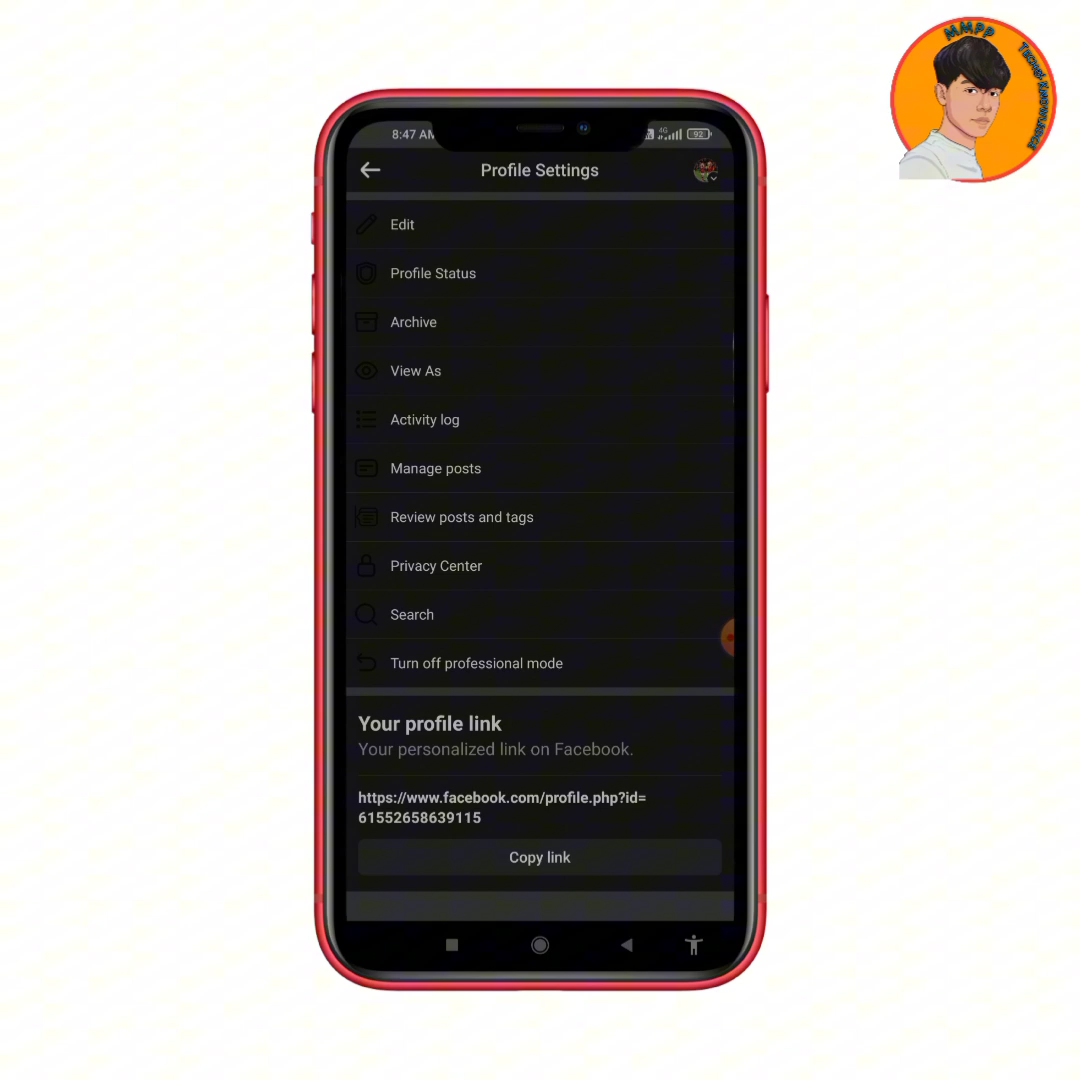 MMPP
8:47 AM
4G
92
Profile Settings
Edit
Profile Status
Archive
View As
Activity log
Manage posts
Review posts and tags
Privacy Center
Search
Turn off professional mode
Your profile link
Your personalized link on Facebook.
https://www.facebook.com/profile.php?id=
61552658639115
Copy link